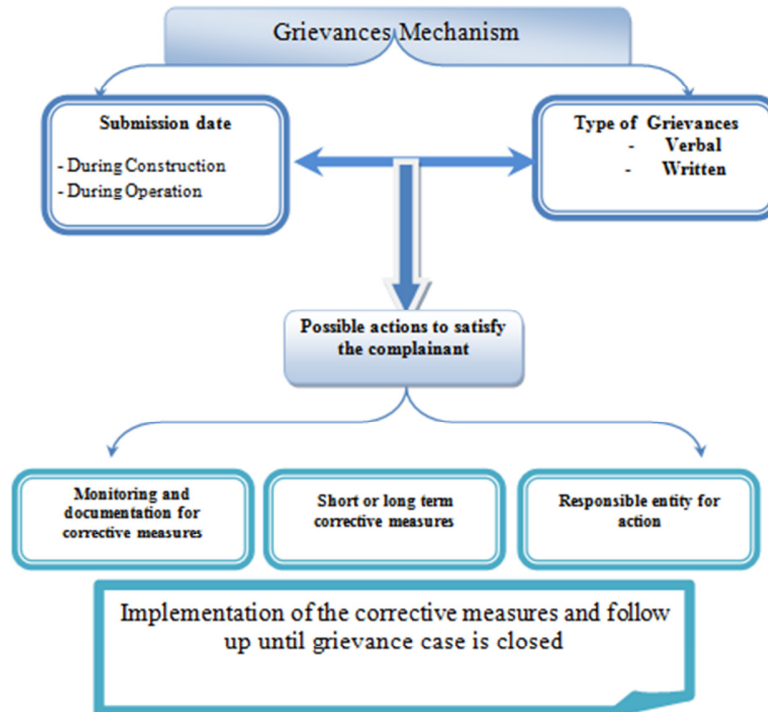 Grievances Mechanism
Submission date
- During Construction
- During Operation
Type of Grievances
- Verbal
- Written
Possible actions to satisfy
the complainant
Monitoring and
documentation for
corrective measures
Short or long term
corrective measures
Responsible entity for
action
Implementation of the corrective measures and follow
up until grievance case is closed